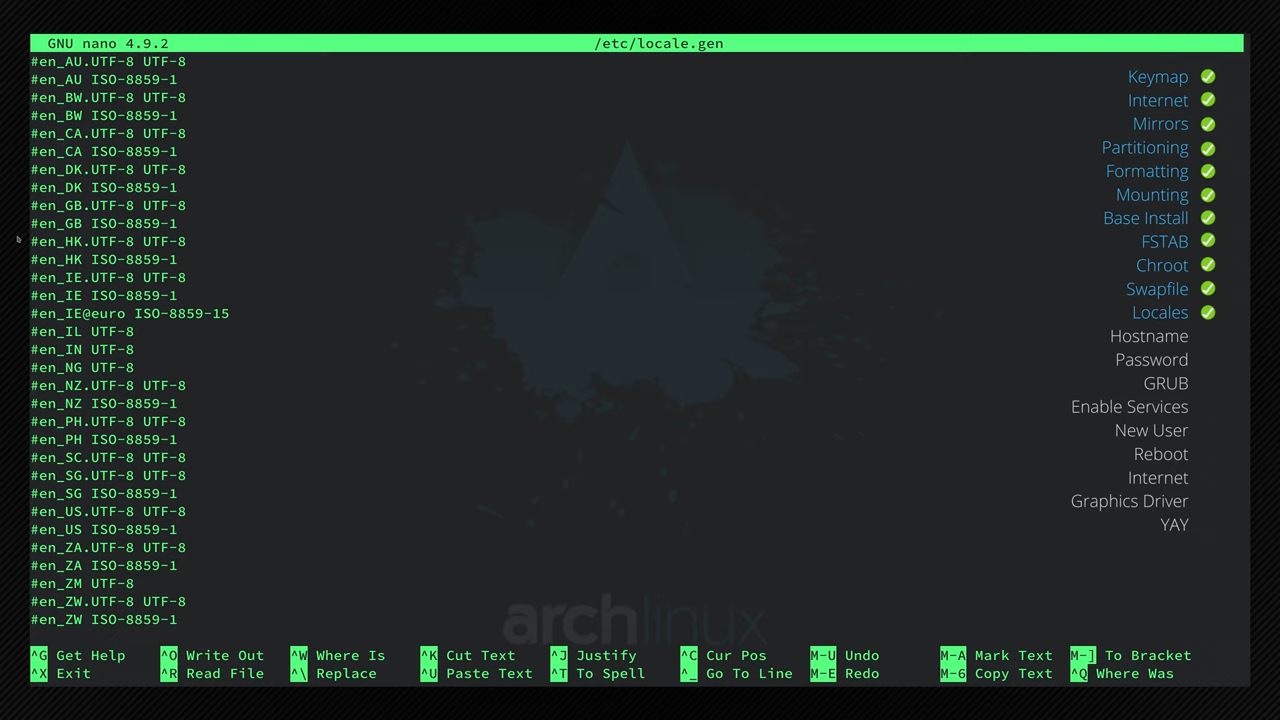 GNU nano 4.9.2 /etc/locale.gen
#en_AU.UTF-8 UTF-8
#en_AU ISO-8859-1
#en_BW.UTF-8 UTF-8
#en_BW ISO-8859-1
#en_CA.UTF-8 UTF-8
#en_CA ISO-8859-1
#en_DK.UTF-8 UTF-8
#en_DK ISO-8859-1
#en_GB.UTF-8 UTF-8
#en_GB ISO-8859-1
#en_HK.UTF-8 UTF-8
#en_HK ISO-8859-1
#en_IE.UTF-8 UTF-8
#en_IE ISO-8859-1
#en_IE@euro ISO-8859-15
#en_IL UTF-8
#en_IN UTF-8
#en_NG UTF-8
#en_NZ.UTF-8 UTF-8
#en_NZ ISO-8859-1
#en_PH.UTF-8 UTF-8
#en_PH ISO-8859-1
#en_SC.UTF-8 UTF-8
#en_SG.UTF-8 UTF-8
#en_SG ISO-8859-1
#en_US.UTF-8 UTF-8
#en_US ISO-8859-1
#en_ZA.UTF-8 UTF-8
#en_ZA ISO-8859-1
#en_ZM UTF-8
#en_ZW.UTF-8 UTF-8
#en_ZW ISO-8859-1
Keymap
Internet
Mirrors
Partitioning
Formatting
Mounting
Base Install
FSTAB
Chroot
Swapfile
Locales
Hostname
Password
GRUB
Enable Services
New User
Reboot
Internet
Graphics Driver
YAY
archlinux
^G Get Help ^O Write Out ^W Where Is ^K Cut Text ^J Justify ^C Cur Pos M-U Undo M-A Mark Text M-] To Bracket
^X Exit ^R Read File ^\ Replace ^U Paste Text ^T To Spell ^_ Go To Line M-E Redo M-6 Copy Text ^Q Where Was